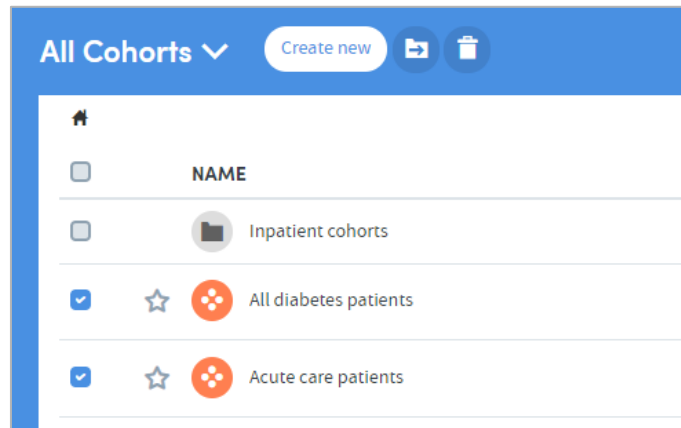 All Cohorts
Create new
NAME
Inpatient cohorts
All diabetes patients
Acute care patients